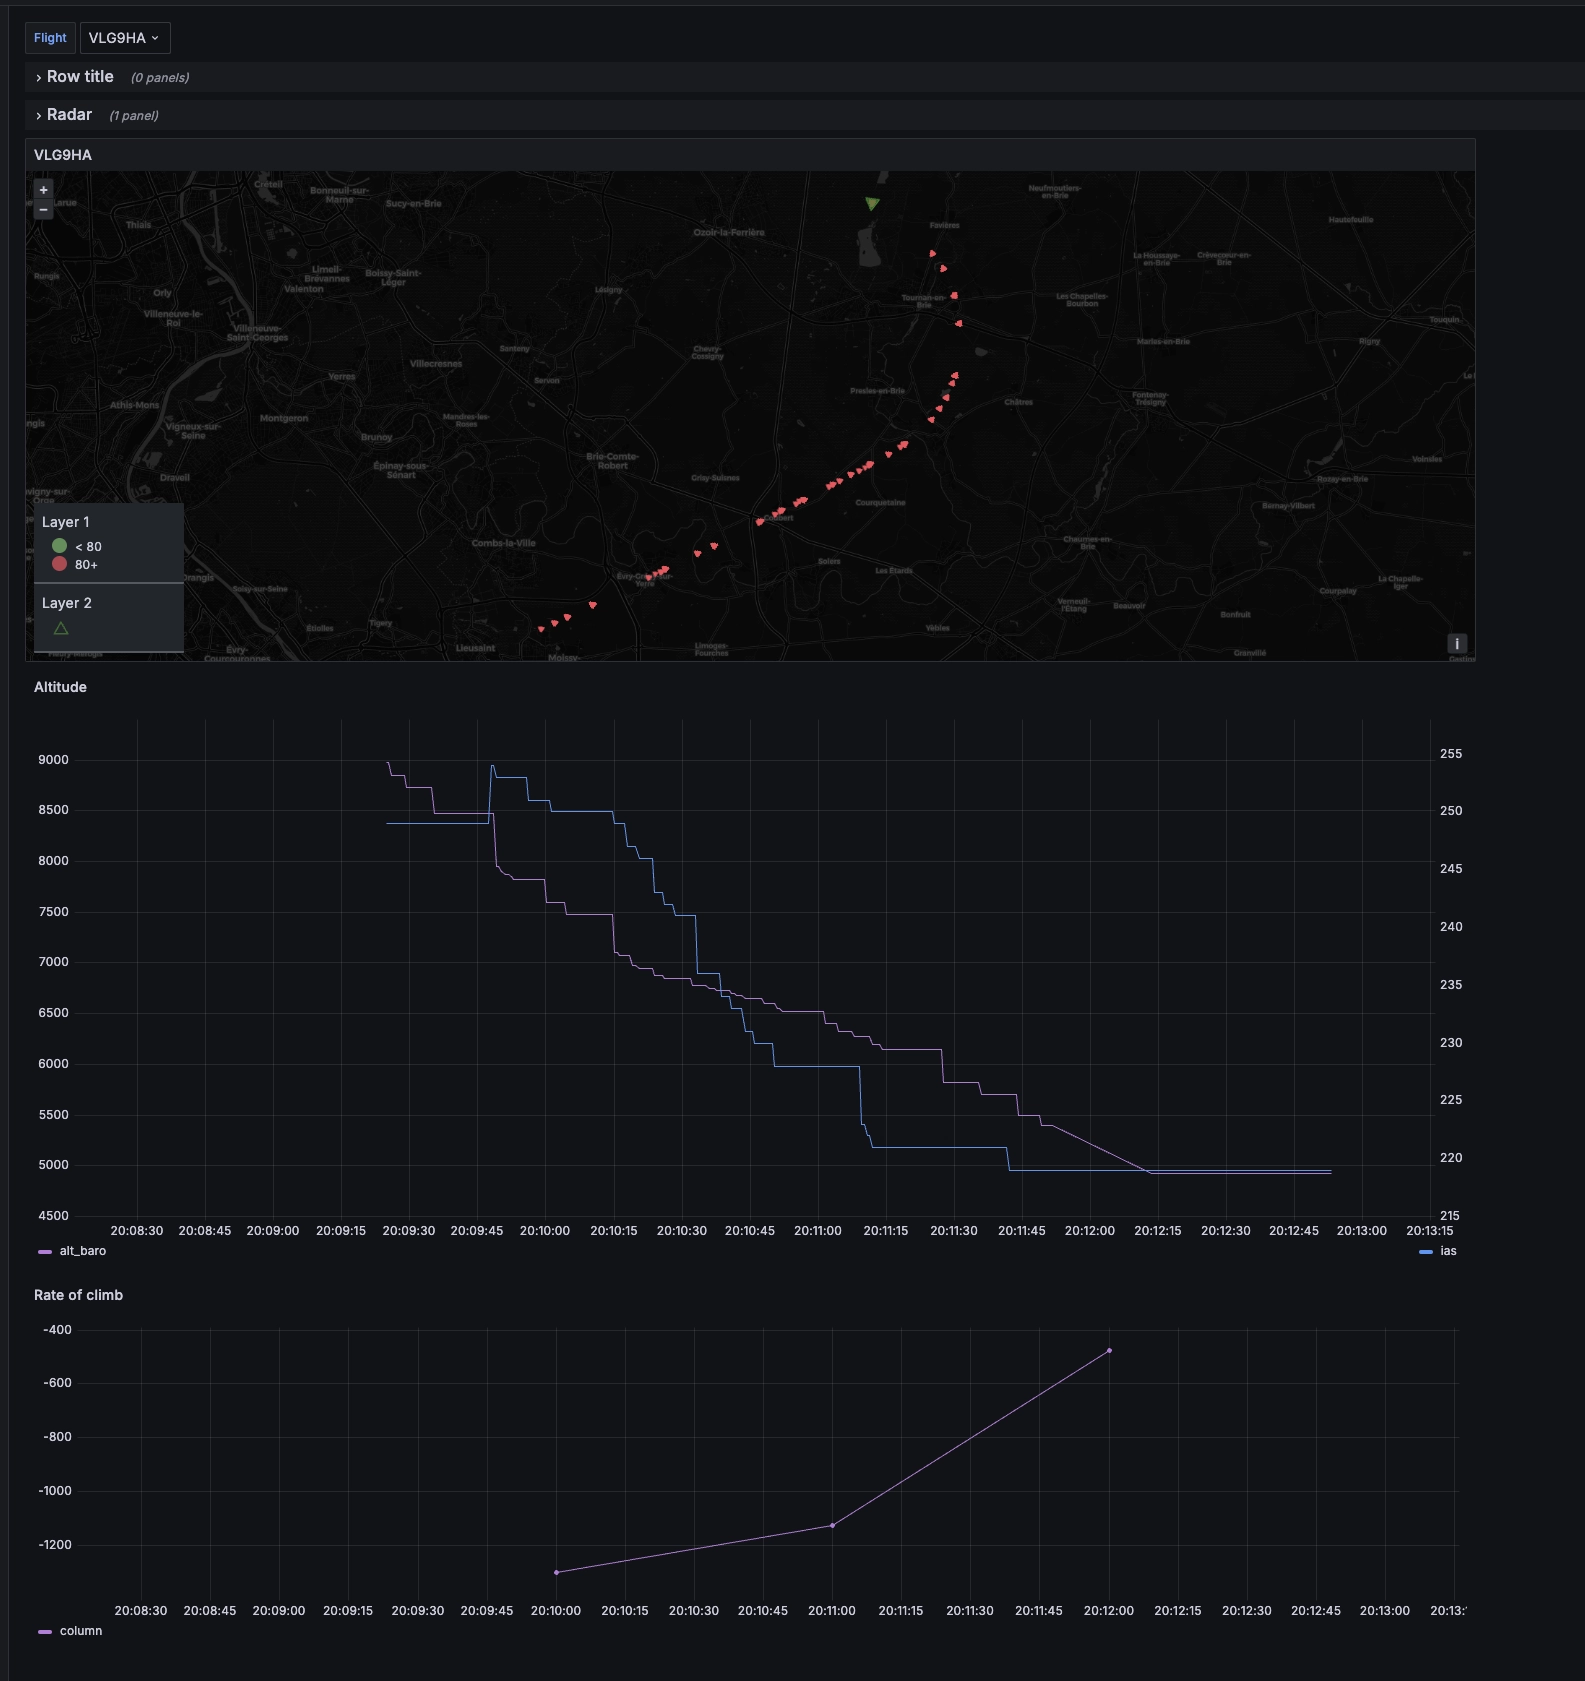 Flight VLG9HA
Row title (0 panels)
Radar (1 panel)
VLG9HA
+
−
Créteil
Bonneuil-sur-
Marne
Sucy-en-Brie
Thiais
Neufmoutiers-
en-Brie
Hautefeuille
Ozoir-la-Ferrière
Favières
Rungis
Limeil-
Brévannes
Valenton
Boissy-Saint-
Léger
La Houssaye-
en-Brie
Crèvecœur-en-
Brie
Orly
Lésigny
Tournan-en-
Brie
Les Chapelles-
Bourbon
Villeneuve-le-
Roi
Villeneuve-
Saint-Georges
Touquin
Marles-en-Brie
Rigny
Santeny
Chevry-
Cossigny
Villecresnes
Yerres
Servon
Presles-en-Brie
Châtres
Fontenay-
Trésigny
Athis-Mons
Montgeron
Mandres-les-
Roses
Vigneux-sur-
Seine
Brunoy
Épinay-sous-
Sénart
Brie-Comte-
Robert
Grisy-Suisnes
Voinsles
Rozay-en-Brie
Draveil
Courquetaine
Bernay-Vilbert
Combs-la-Ville
Chaumes-en-
Brie
Solers
Les Étards
Évry-Grégy-sur-
Yerre
La Chapelle-
Iger
Courpalay
Soisy-sur-Seine
Verneuil-
l'Étang
Beauvoir
Bonfruit
Étiolles
Tigery
Yèbles
Évry-
Courcouronnes
Lieusaint
Moissy-
Limoges-
Fourches
Granvillé
Layer 1
< 80
80+
Layer 2
i
Altitude
9000
8500
8000
7500
7000
6500
6000
5500
5000
4500
255
250
245
240
235
230
225
220
215
20:08:30 20:08:45 20:09:00 20:09:15 20:09:30 20:09:45 20:10:00 20:10:15 20:10:30 20:10:45 20:11:00 20:11:15 20:11:30 20:11:45 20:12:00 20:12:15 20:12:30 20:12:45 20:13:00 20:13:15
alt_baro ias
Rate of climb
-400
-600
-800
-1000
-1200
20:08:30 20:08:45 20:09:00 20:09:15 20:09:30 20:09:45 20:10:00 20:10:15 20:10:30 20:10:45 20:11:00 20:11:15 20:11:30 20:11:45 20:12:00 20:12:15 20:12:30 20:12:45 20:13:00 20:13:
column